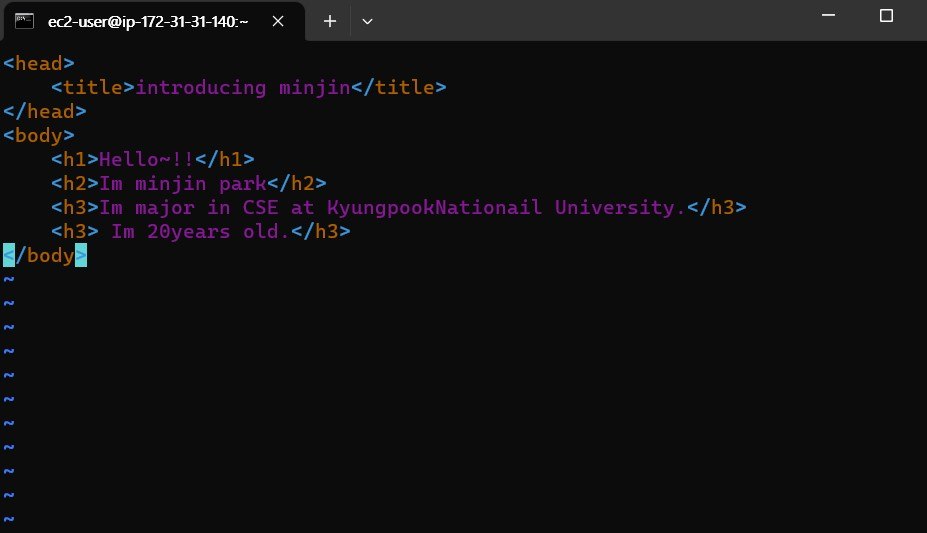 ec2-user@ip-172-31-31-140:~
<head>
    <title>introducing minjin</title>
</head>
<body>
    <h1>Hello~!!</h1>
    <h2>Im minjin park</h2>
    <h3>Im major in CSE at KyungpookNationail University.</h3>
    <h3> Im 20years old.</h3>
</body>
~
~
~
~
~
~
~
~
~
~
~